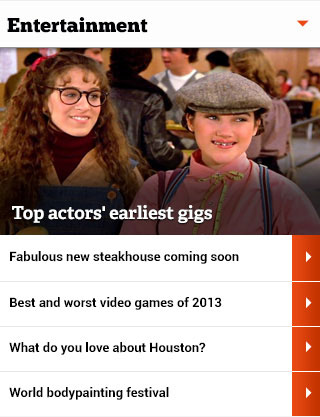 Entertainment
Top actors' earliest gigs
Fabulous new steakhouse coming soon
Best and worst video games of 2013
What do you love about Houston?
World bodypainting festival